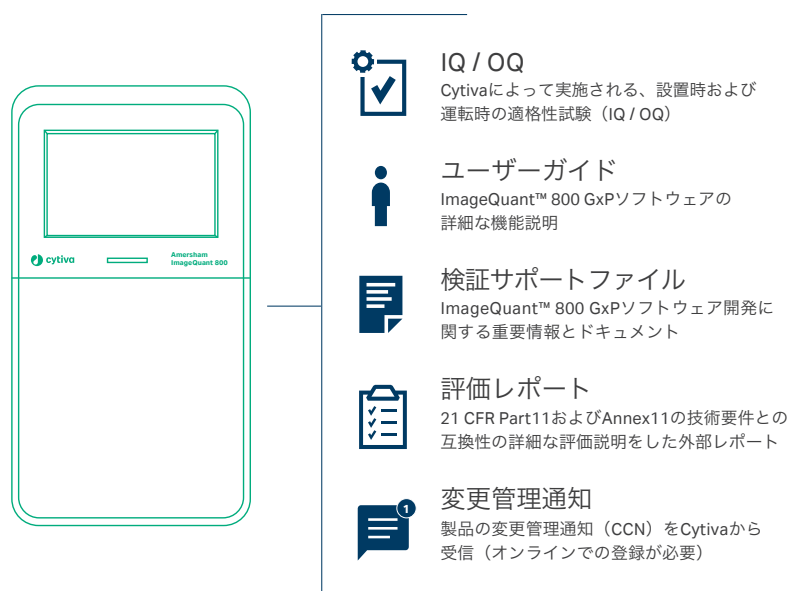 cytiva
Amersham
ImageQuant 800
IQ / OQ
Cytivaによって実施される、設置時および
運転時の適格性試験（IQ / OQ）
ユーザーガイド
ImageQuant™ 800 GxPソフトウェアの
詳細な機能説明
検証サポートファイル
ImageQuant™ 800 GxPソフトウェア開発に
関する重要情報とドキュメント
評価レポート
21 CFR Part11およびAnnex11の技術要件との
互換性の詳細な評価説明をした外部レポート
1
変更管理通知
製品の変更管理通知（CCN）をCytivaから
受信（オンラインでの登録が必要）